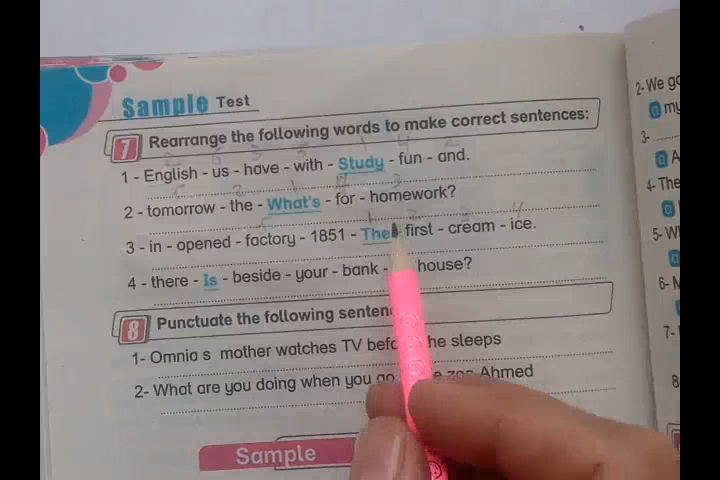 Sample Test
7 Rearrange the following words to make correct sentences:
1 - English - us - have - with - Study - fun - and.
2 - tomorrow - the - What's - for - homework?
3 - in - opened - factory - 1851 - The - first - cream - ice.
4 - there - Is - beside - your - bank - house?
8 Punctuate the following senten
1- Omnia s mother watches TV befo he sleeps
2- What are you doing when you go e zoo Ahmed
Sample
2- We go
a my
3-
a A
4- The
5- W
a
6-
7-
8